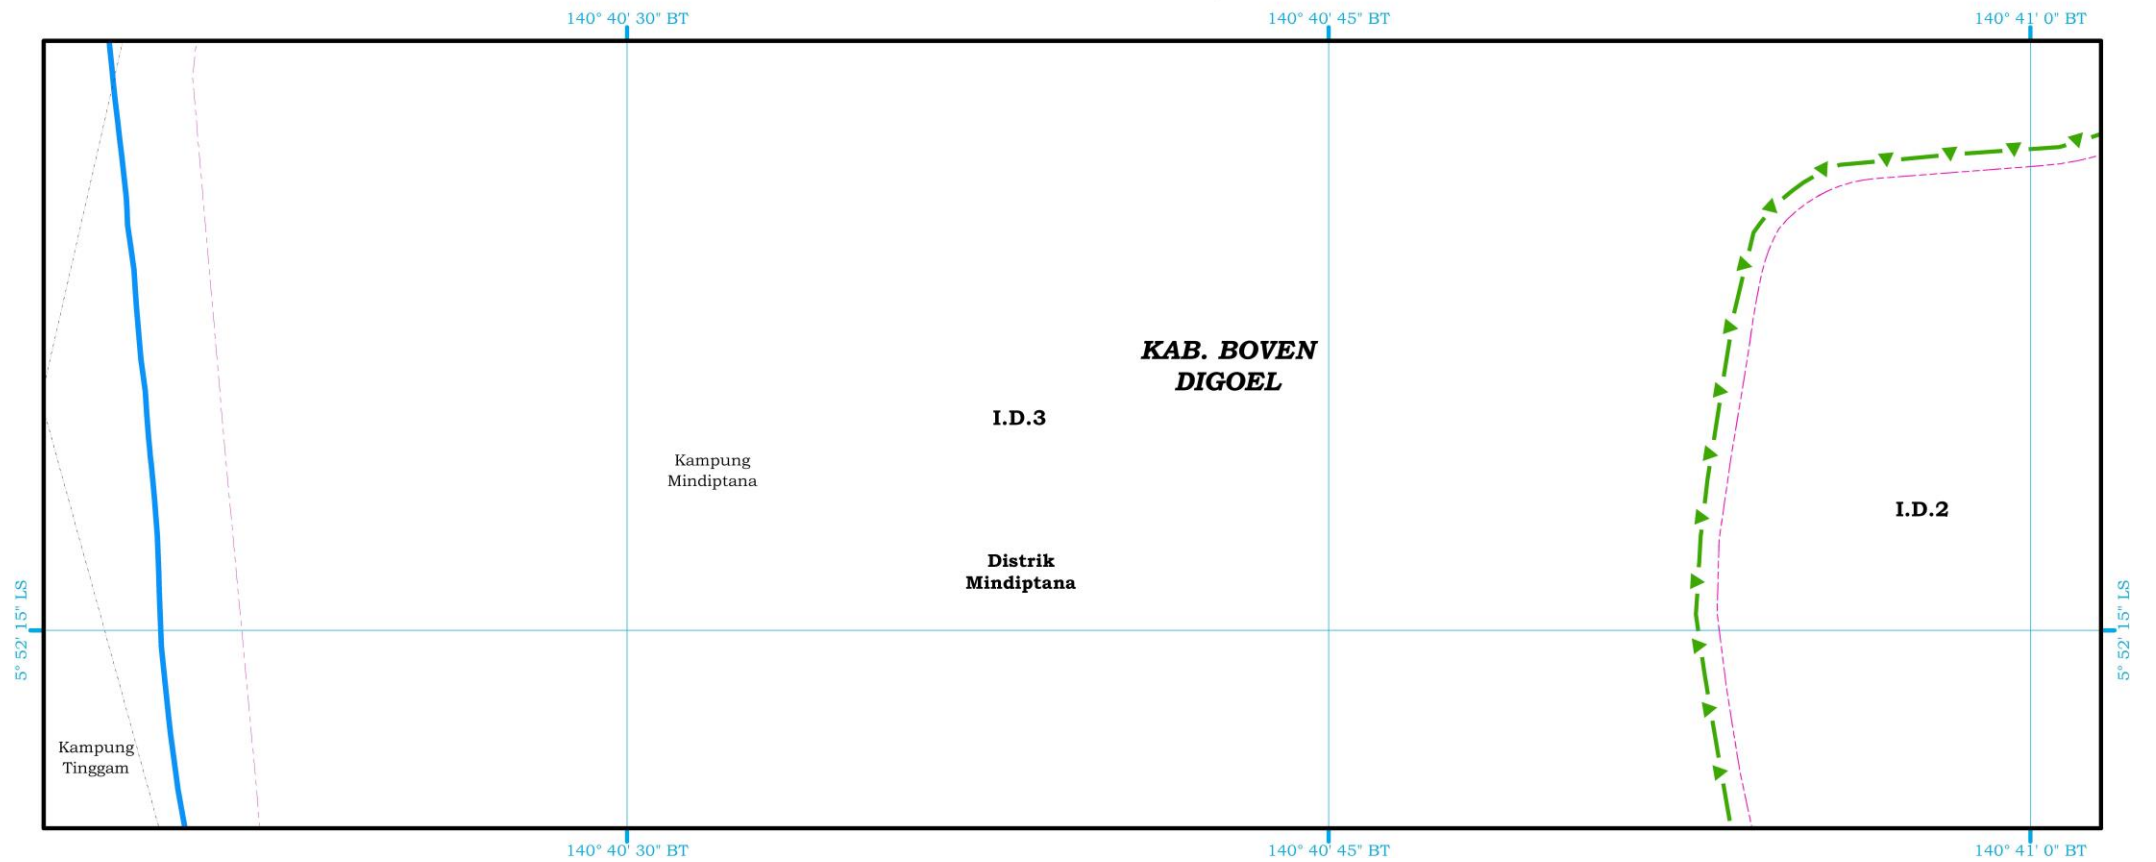 140° 40' 30" BT
140° 40' 45" BT
140° 41' 0" BT
KAB. BOVEN
DIGOEL
I.D.3
Kampung
Mindiptana
I.D.2
Distrik
Mindiptana
5° 52' 15" LS
5° 52' 15" LS
Kampung
Tinggam
140° 40' 30" BT
140° 40' 45" BT
140° 41' 0" BT